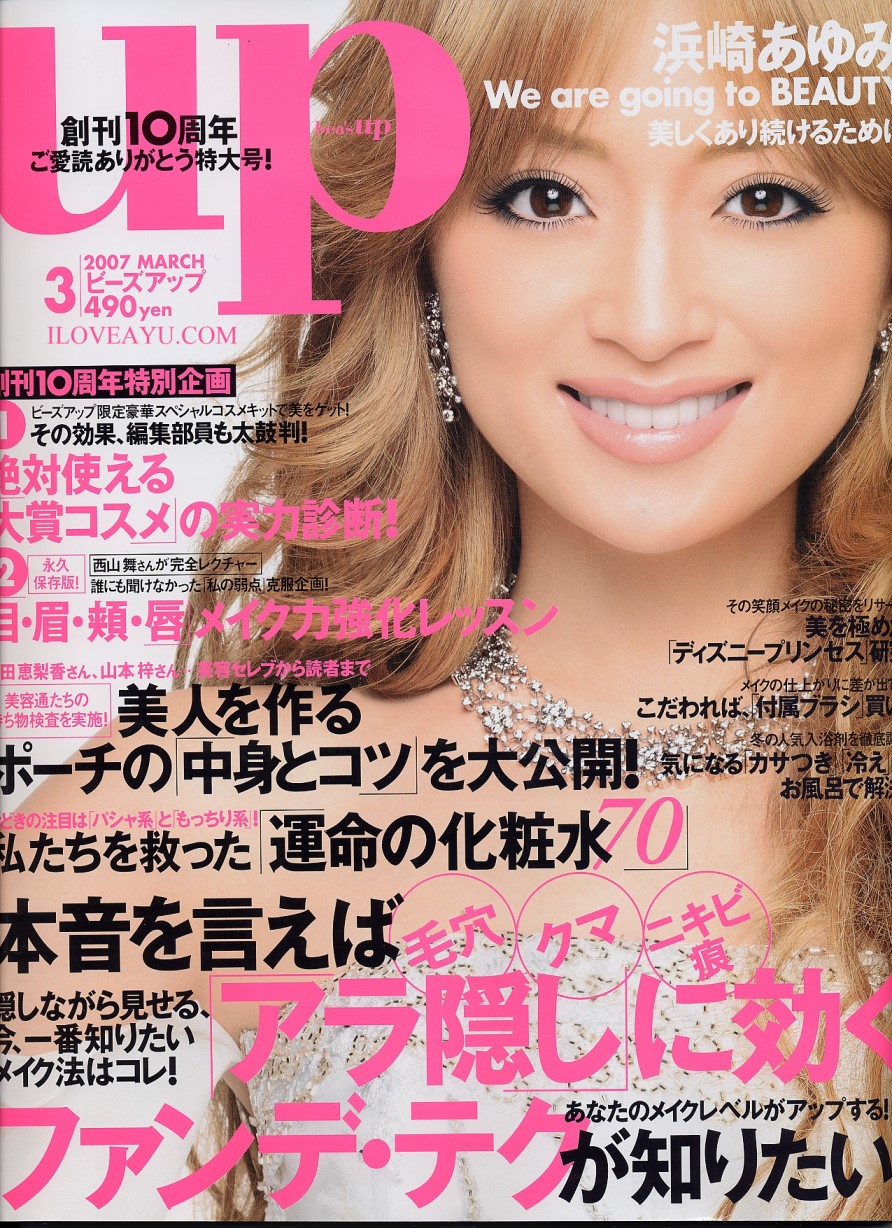 up
bea's up
創刊10周年
ご愛読ありがとう特大号!
3
2007 MARCH
ビーズアップ
490yen
ILOVEAYU.COM
浜崎あゆみ
We are going to BEAUTY
美しくあり続けるために
創刊10周年特別企画
1
ビーズアップ限定豪華スペシャルコスメキットで美をゲット!
その効果、編集部員も太鼓判!
絶対使える
「大賞コスメ」の実力診断!
2
永久
保存版!
西山 舞さんが完全レクチャー
誰にも聞けなかった「私の弱点」克服企画!
目・眉・頬・唇」メイク力強化レッスン
田恵梨香さん、山本 梓さん…美容セレブから読者まで
美容通たちの
持ち物検査を実施!
美人を作る
ポーチの「中身とコツ」を大公開!
その笑顔メイクの秘密をリサ
美を極め
「ディズニープリンセス」研
メイクの仕上がりに差が出
こだわれば、「付属ブラシ」買い
冬の人気入浴剤を徹底
気になる「カサつき」「冷え」
お風呂で解決
どきの注目は「パシャ系」と「もっちり系」!
私たちを救った「運命の化粧水70」
本音を言えば
毛穴
クマ
ニキビ
痕
隠しながら見せる、
今、一番知りたい
メイク法はコレ!
「アラ隠し」に効く
ファンデ・テク
あなたのメイクレベルがアップする!
が知りたい